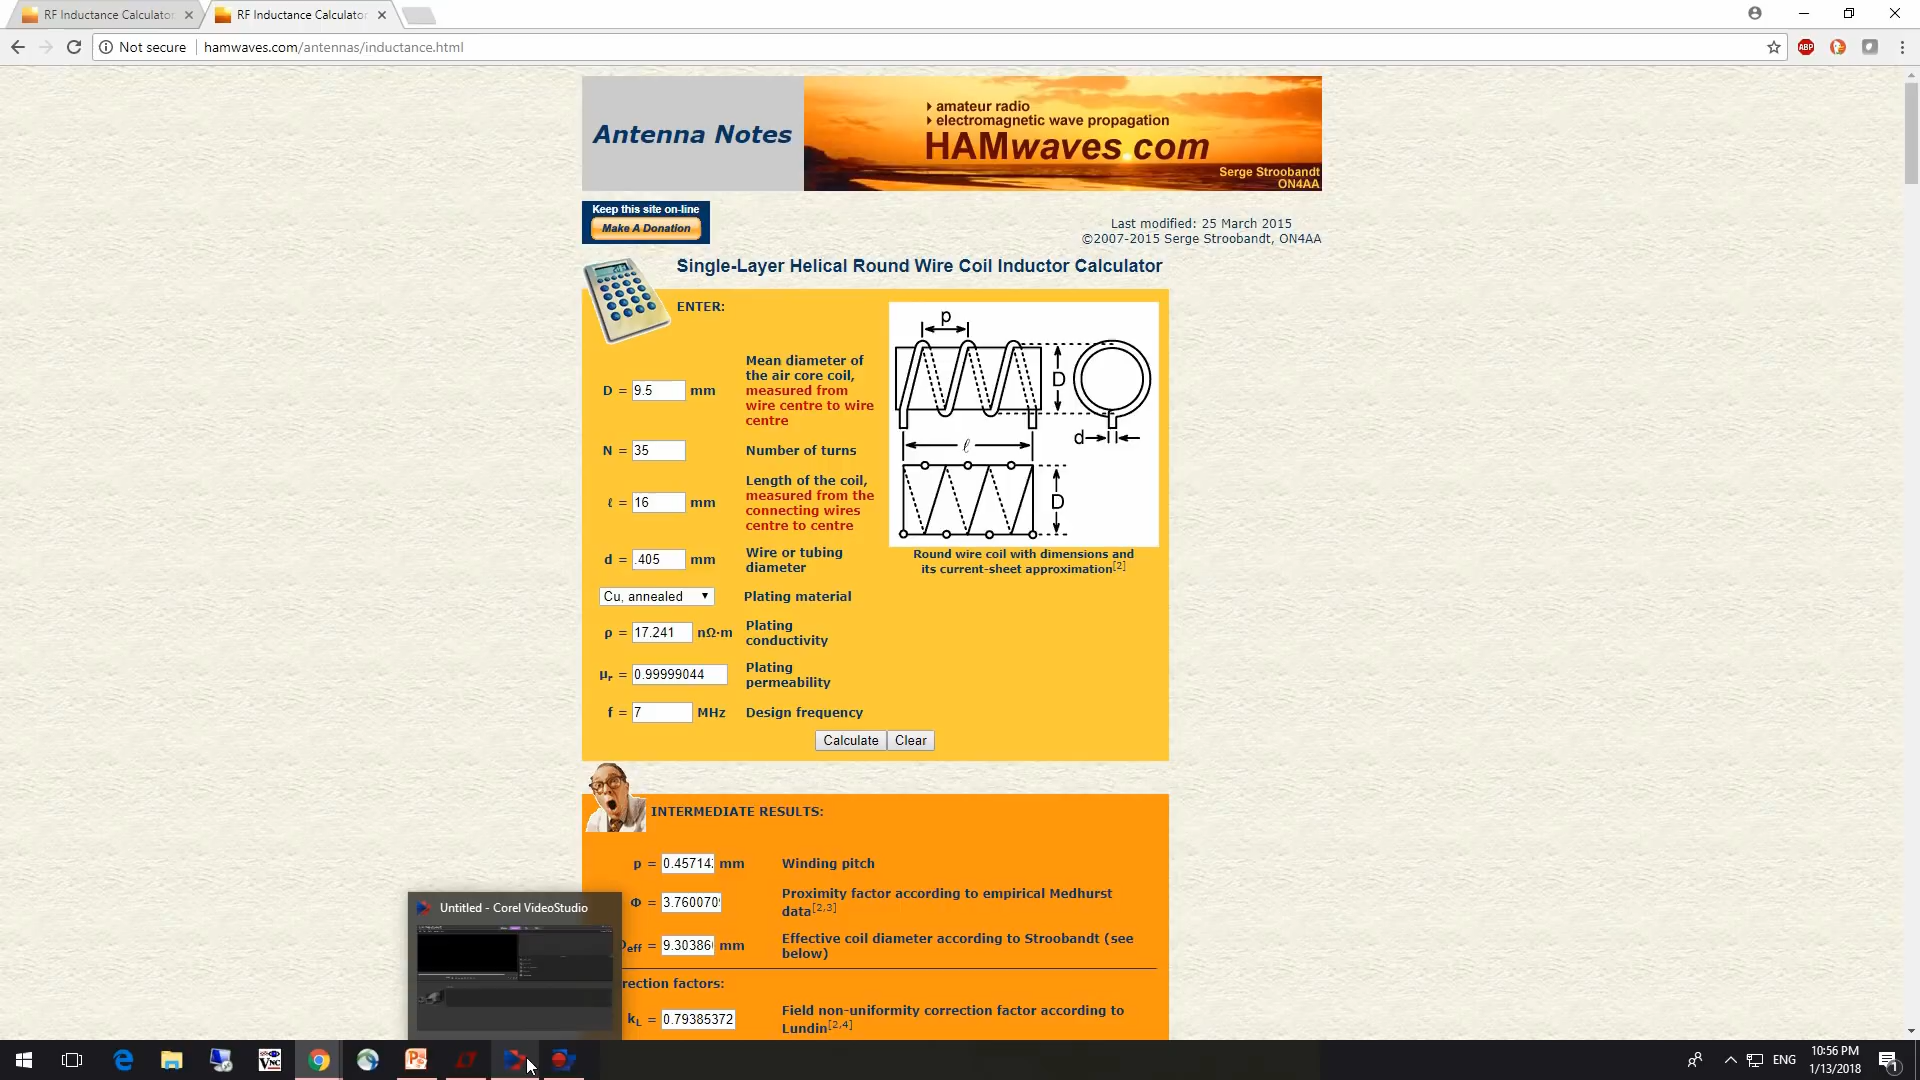 RF Inductance Calculator
RF Inductance Calculator
Not secure
hamwaves.com/antennas/inductance.html
ABP
Antenna Notes
amateur radio
electromagnetic wave propagation
HAMwaves.com
Serge Stroobandt
ON4AA
Keep this site on-line
Make A Donation
Last modified: 25 March 2015
©2007-2015 Serge Stroobandt, ON4AA
Single-Layer Helical Round Wire Coil Inductor Calculator
ENTER:
D = 9.5 mm
Mean diameter of
the air core coil,
measured from
wire centre to wire
centre
N = 35
Number of turns
ℓ = 16 mm
Length of the coil,
measured from the
connecting wires
centre to centre
d = .405 mm
Wire or tubing
diameter
Cu, annealed
Plating material
ρ = 17.241 nΩ·m
Plating
conductivity
μr = 0.99999044
Plating
permeability
f = 7 MHz
Design frequency
Calculate
Clear
p
D
d
ℓ
D
Round wire coil with dimensions and
its current-sheet approximation[2]
INTERMEDIATE RESULTS:
p = 0.45714 mm
Winding pitch
Φ = 3.760070
Proximity factor according to empirical Medhurst
data[2,3]
eff = 9.30386 mm
Effective coil diameter according to Stroobandt (see
below)
rection factors:
kL = 0.79385372
Field non-uniformity correction factor according to
Lundin[2,4]
Untitled - Corel VideoStudio
VNC
ENG
10:56 PM
1/13/2018
1